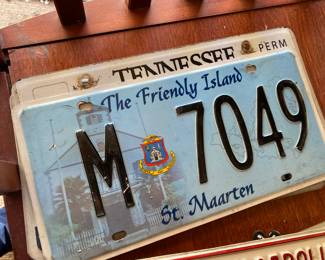 TENNESSEE PERM
The Friendly Island
M 7049
St. Maarten